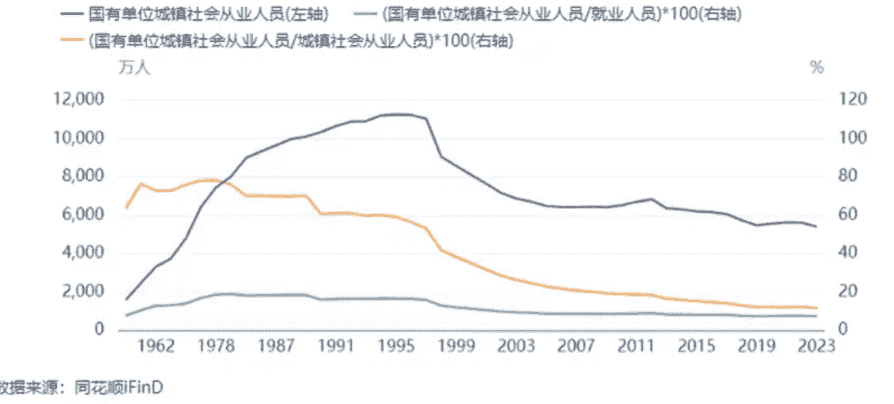 国有单位城镇社会从业人员(左轴) (国有单位城镇社会从业人员/就业人员)*100(右轴)
(国有单位城镇社会从业人员/城镇社会从业人员)*100(右轴)
万人 %
12,000 120
10,000 100
8,000 80
6,000 60
4,000 40
2,000 20
0 0
1962 1978 1987 1991 1995 1999 2003 2007 2011 2015 2019 2023
数据来源：同花顺iFinD